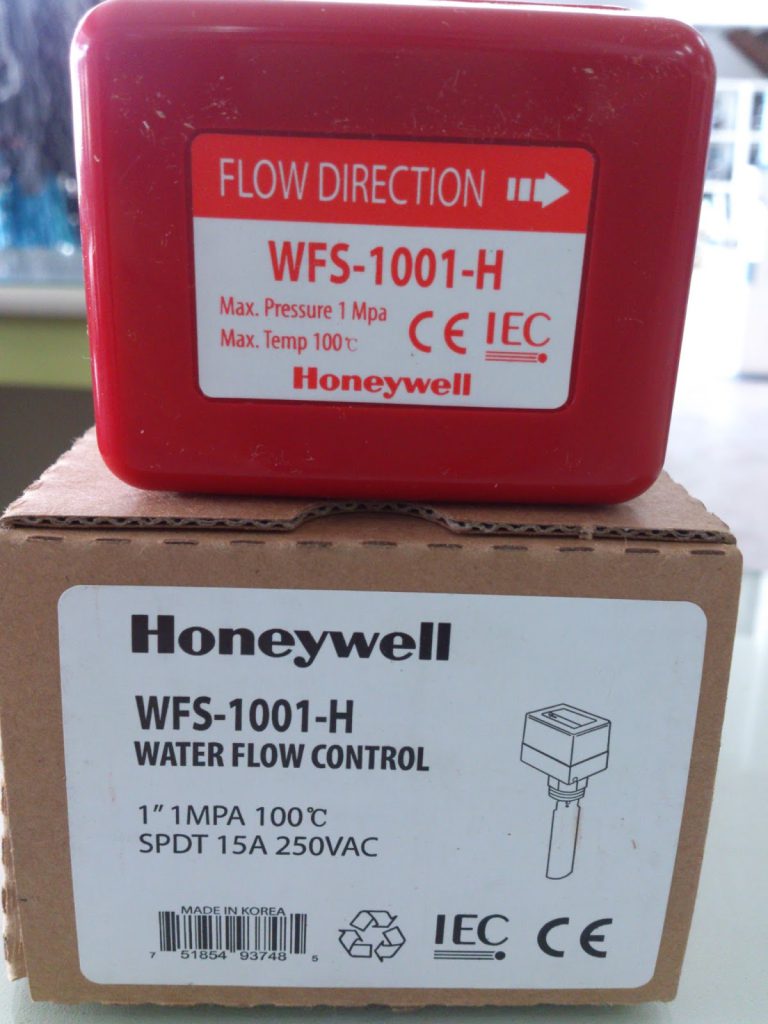 FLOW DIRECTION
WFS-1001-H
Max. Pressure 1 Mpa
Max. Temp 100℃
CE IEC
Honeywell
Honeywell
WFS-1001-H
WATER FLOW CONTROL
1" 1MPA 100℃
SPDT 15A 250VAC
MADE IN KOREA
7 51854 93748 5
IEC CE